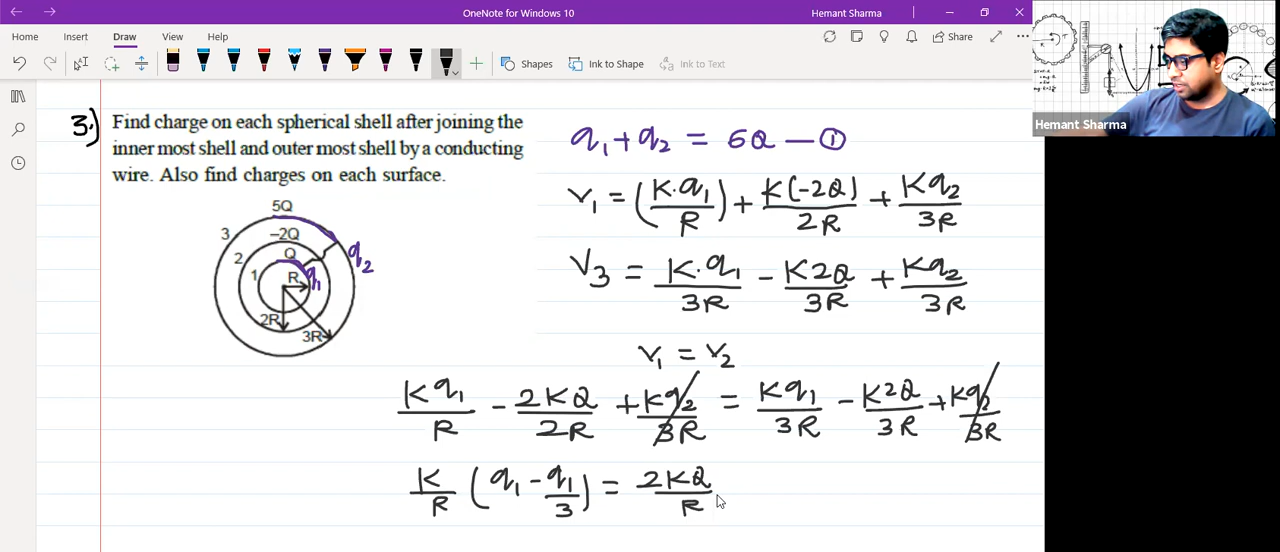 OneNote for Windows 10
Hemant Sharma
Home Insert Draw View Help
Share
Shapes
Ink to Shape
Ink to Text
Hemant Sharma
3.)
Find charge on each spherical shell after joining the
inner most shell and outer most shell by a conducting
wire. Also find charges on each surface.
5Q
-2Q
Q
3
2
1
R
2R
3R
q₁
q₂
q₁ + q₂ = 6Q — ①
V₁ = (K·q₁/R) + K(-2Q)/2R + Kq₂/3R
V₃ = K·q₁/3R - K2Q/3R + Kq₂/3R
V₁ = V₂
Kq₁/R - 2KQ/2R + Kq₂/3R = Kq₁/3R - K2Q/3R + Kq₂/3R
K/R (q₁ - q₁/3) = 2KQ/R